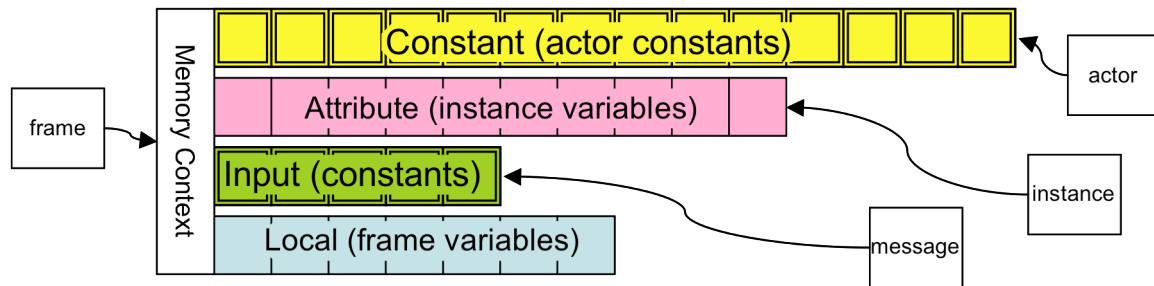 Constant (actor constants)
actor
Memory Context
Attribute (instance variables)
frame
Input (constants)
instance
Local (frame variables)
message